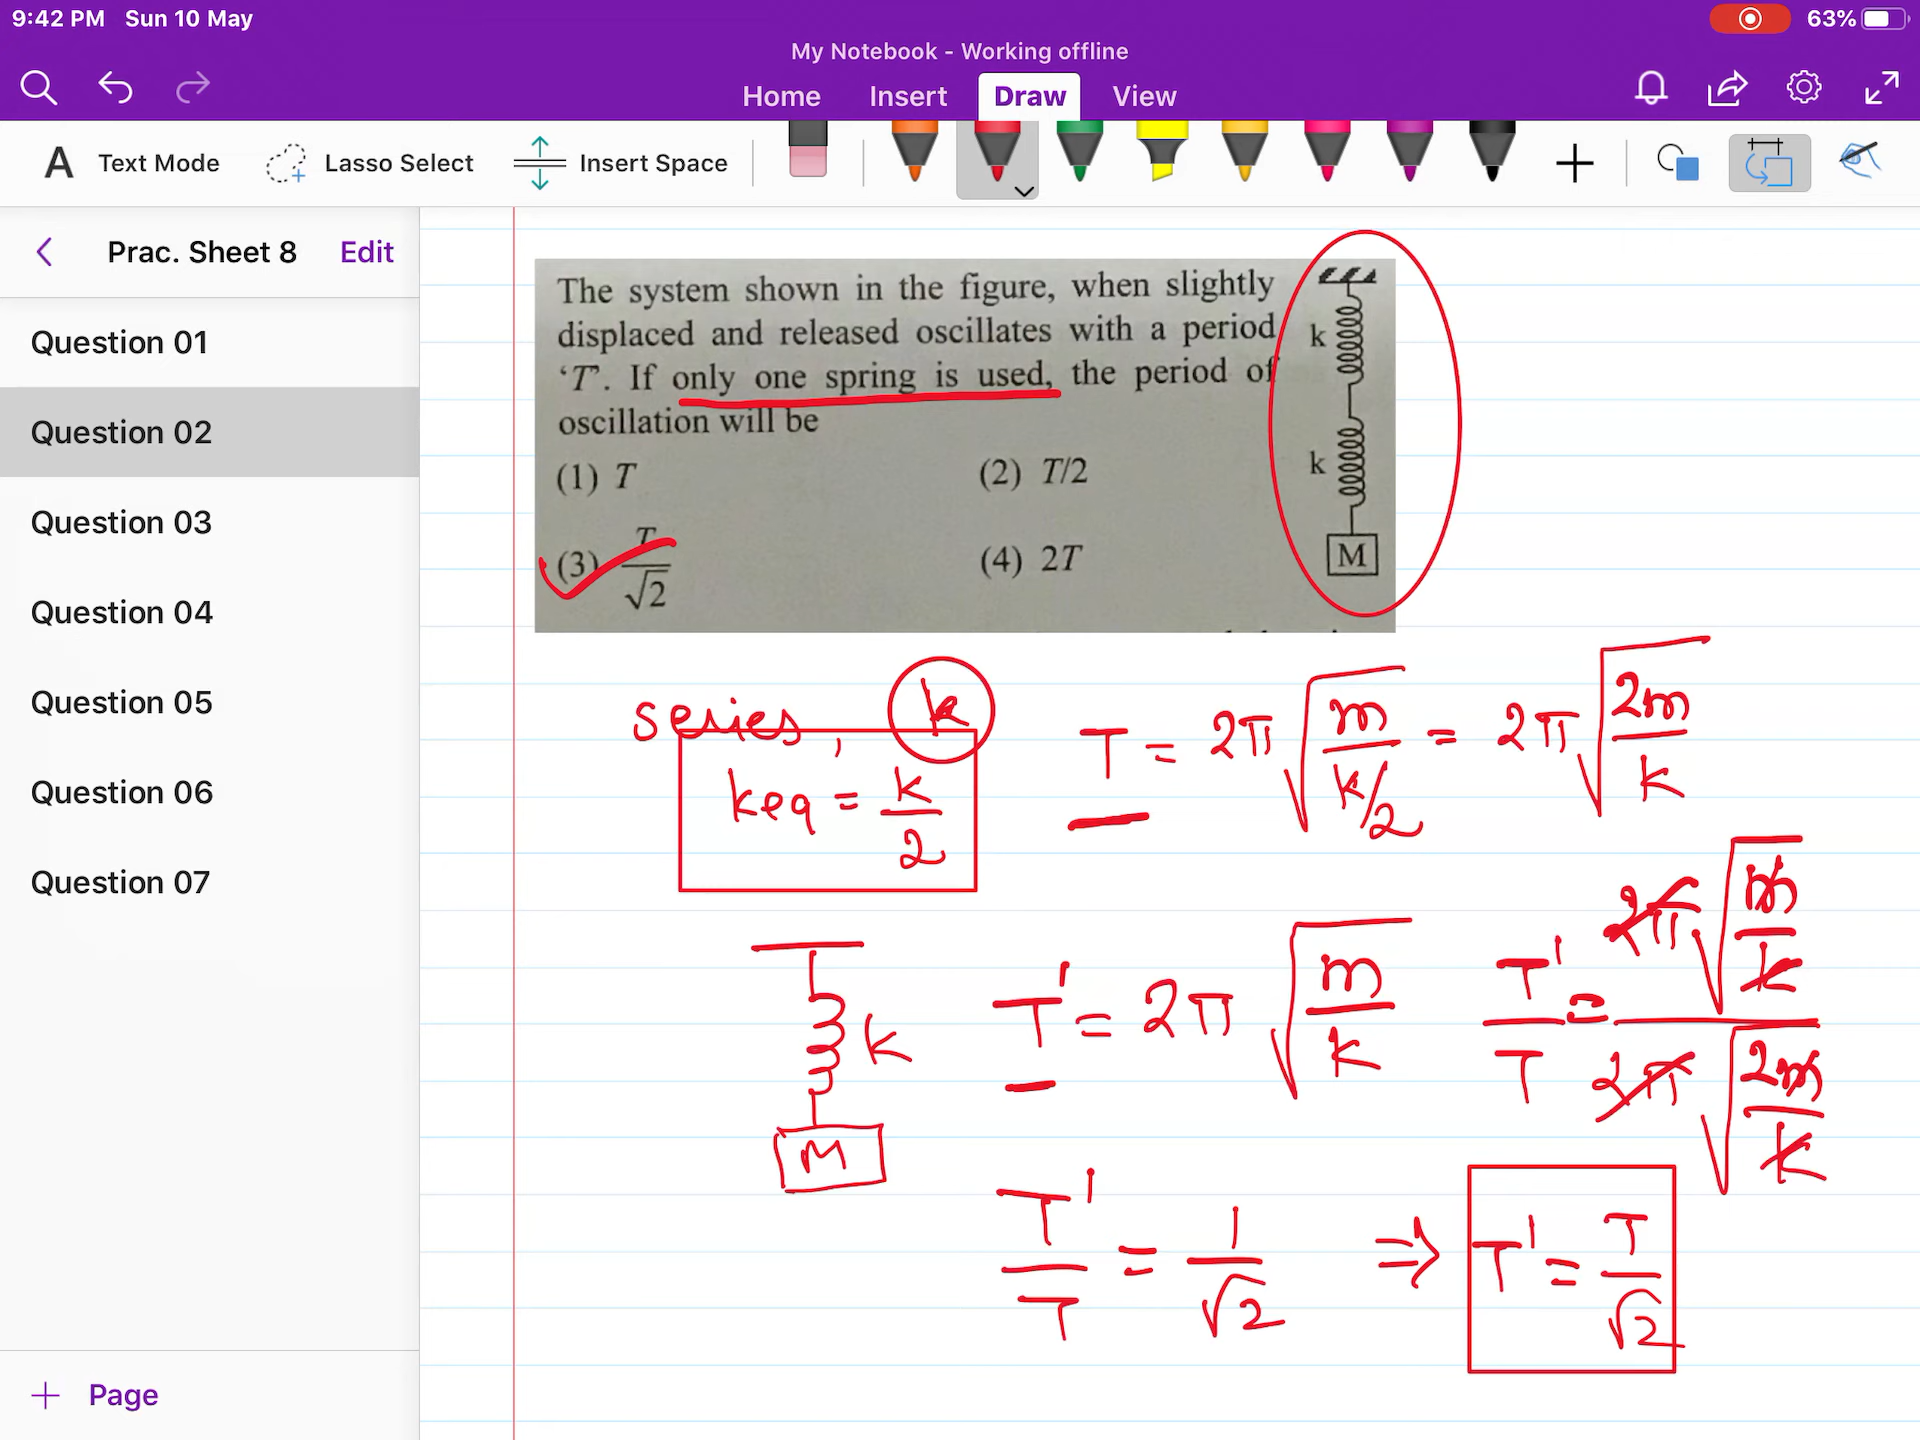 9:42 PM Sun 10 May
63%
My Notebook - Working offline
Home Insert Draw View
A Text Mode Lasso Select Insert Space
Prac. Sheet 8 Edit
Question 01
Question 02
Question 03
Question 04
Question 05
Question 06
Question 07
+ Page
The system shown in the figure, when slightly
displaced and released oscillates with a period
‘T’. If only one spring is used, the period of
oscillation will be
(1) T (2) T/2
(3) T/√2 (4) 2T
k
k
M
series k
keq = k/2
T = 2π √(m/(k/2)) = 2π √(2m/k)
k
M
T' = 2π √(m/k)
T'/T = 2π √(m/k) / 2π √(2m/k)
T'/T = 1/√2 ⇒ T' = T/√2